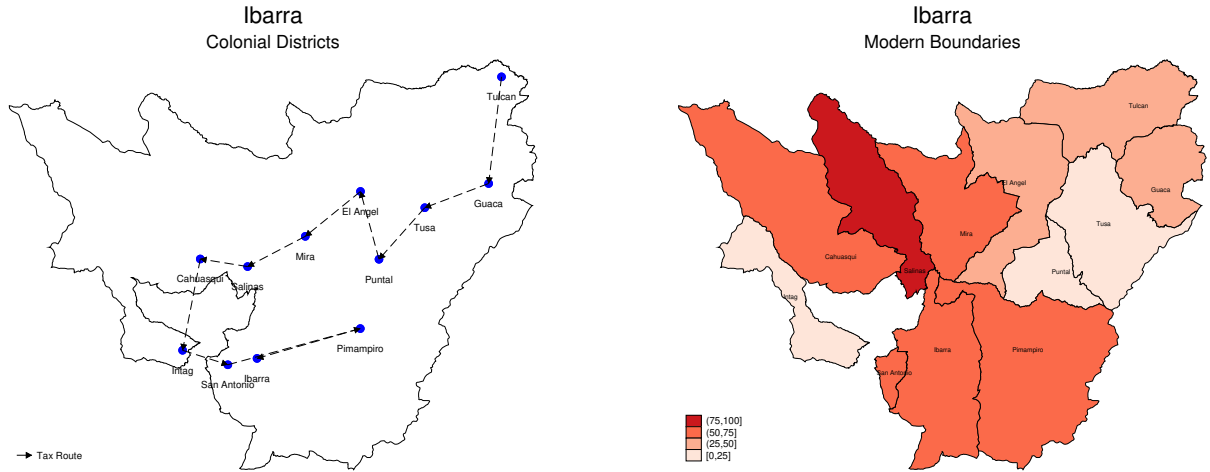 Ibarra
Colonial Districts
Tulcan
Guaca
El Angel
Tusa
Mira
Puntal
Cahuasqui
Salinas
Pimampiro
Intag
San Antonio
Ibarra
Tax Route
Ibarra
Modern Boundaries
Tulcan
El Angel
Guaca
Tusa
Mira
Cahuasqui
Salinas
Puntal
Intag
Ibarra
Pimampiro
San Antonio
(75,100]
(50,75]
(25,50]
[0,25]